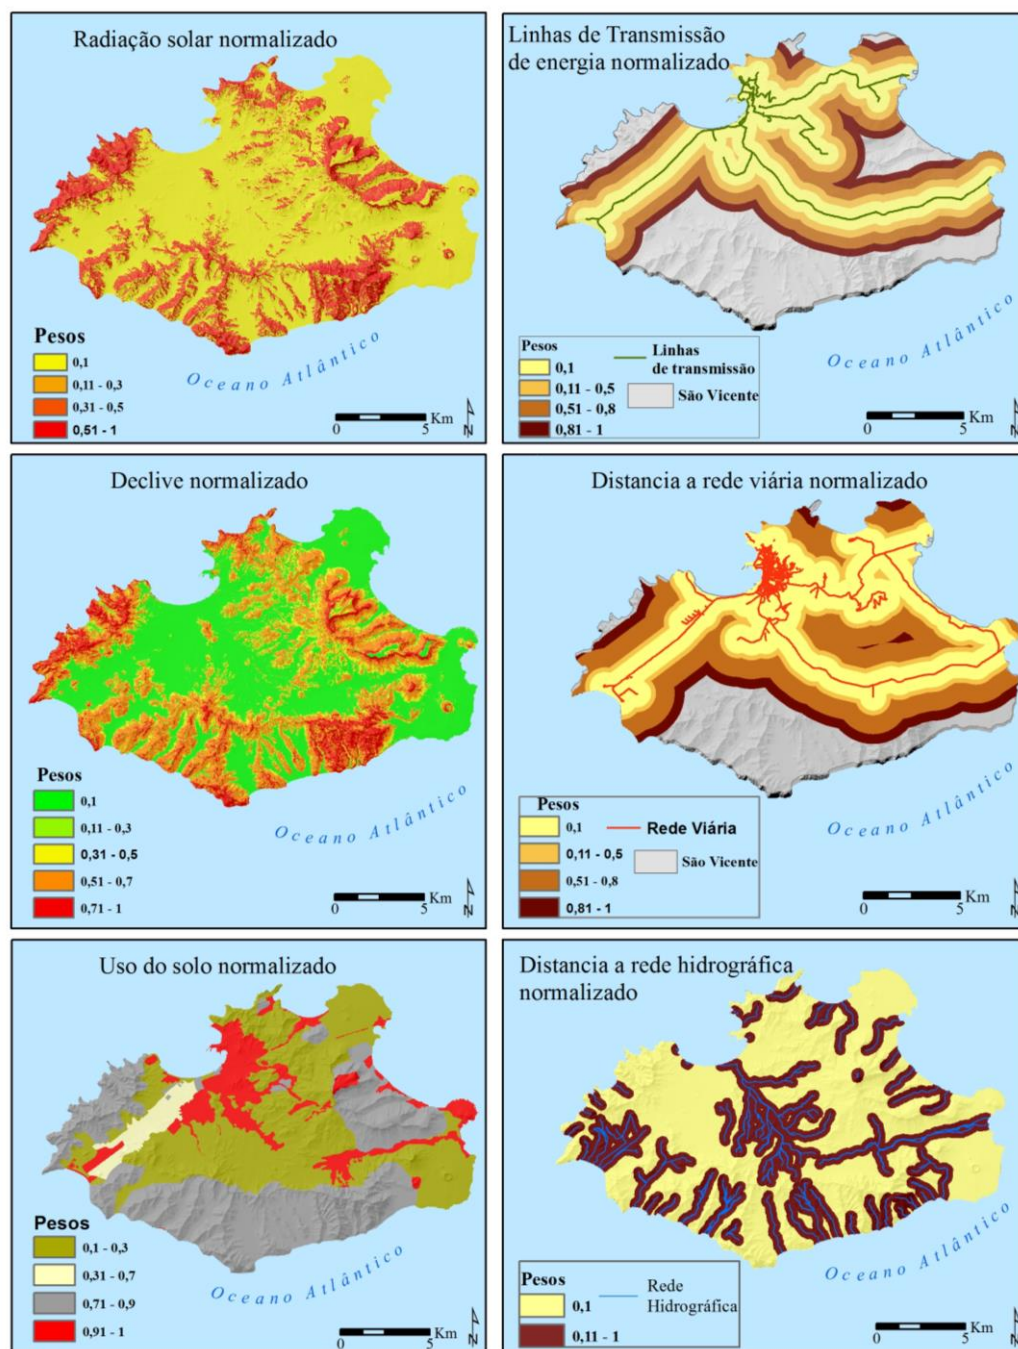 Radiação solar normalizado
Pesos
0,1
0,11 - 0,3
0,31 - 0,5
0,51 - 1
Oceano Atlântico
Km
0 5
N
Linhas de Transmissão
de energia normalizado
Pesos
0,1
0,11 - 0,5
0,51 - 0,8
0,81 - 1
Linhas
de transmissão
São Vicente
Oceano Atlântico
Km
0 5
N
Declive normalizado
Pesos
0,1
0,11 - 0,3
0,31 - 0,5
0,51 - 0,7
0,71 - 1
Oceano Atlântico
Km
0 5
N
Distancia a rede viária normalizado
Pesos
0,1
0,11 - 0,5
0,51 - 0,8
0,81 - 1
Rede Viária
São Vicente
Oceano Atlântico
Km
0 5
N
Uso do solo normalizado
Pesos
0,1 - 0,3
0,31 - 0,7
0,71 - 0,9
0,91 - 1
Oceano Atlântico
Km
0 5
N
Distancia a rede hidrográfica
normalizado
Pesos
0,1
0,11 - 1
Rede
Hidrográfica
Oceano Atlântico
Km
0 5
N